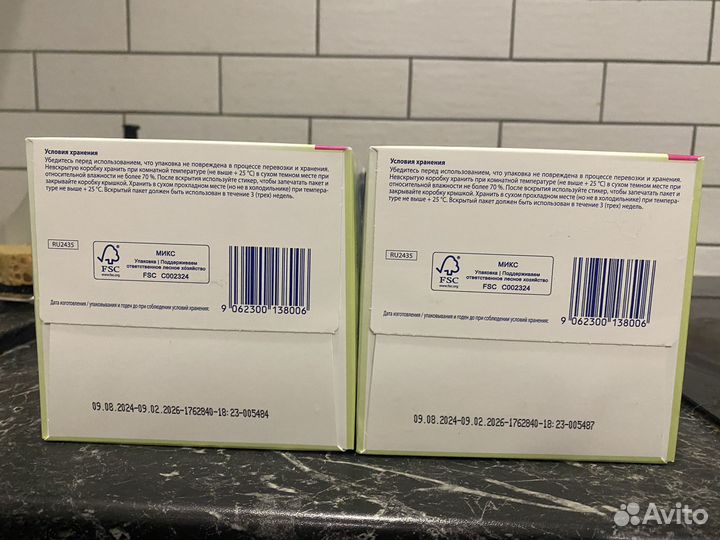 Условия хранения
Убедитесь перед использованием, что упаковка не повреждена в процессе перевозки и хранения.
Невскрытую коробку хранить при комнатной температуре (не выше + 25 °C) в сухом темном месте при
относительной влажности не более 70 %. После вскрытия используйте стикер, чтобы запечатать пакет и
закрывайте коробку крышкой. Хранить в сухом прохладном месте (но не в холодильнике) при темпера-
туре не выше + 25 °C. Вскрытый пакет должен быть использован в течение 3 (трех) недель.
RU2435
FSC
www.fsc.org
МИКС
Упаковка | Поддерживаем
ответственное лесное хозяйство
FSC C002324
9 062300 138006
Дата изготовления / упаковывания и годен до при соблюдении условий хранения:
09.08.2024-09.02.2026-1762840-18:23-005484
Условия хранения
Убедитесь перед использованием, что упаковка не повреждена в процессе перевозки и хранения.
Невскрытую коробку хранить при комнатной температуре (не выше + 25 °C) в сухом темном месте при
относительной влажности не более 70 %. После вскрытия используйте стикер, чтобы запечатать пакет и
закрывайте коробку крышкой. Хранить в сухом прохладном месте (но не в холодильнике) при темпера-
туре не выше + 25 °C. Вскрытый пакет должен быть использован в течение 3 (трех) недель.
RU2435
FSC
www.fsc.org
МИКС
Упаковка | Поддерживаем
ответственное лесное хозяйство
FSC C002324
9 062300 138006
Дата изготовления / упаковывания и годен до при соблюдении условий хранения:
09.08.2024-09.02.2026-1762840-18:23-005487
Avito